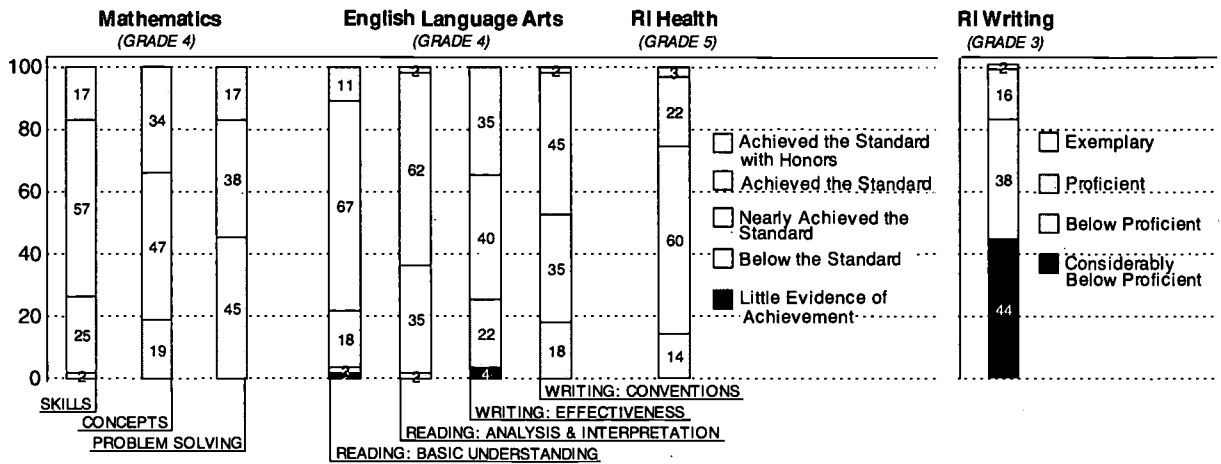 Mathematics
(GRADE 4)
English Language Arts
(GRADE 4)
RI Health
(GRADE 5)
RI Writing
(GRADE 3)
100
80
60
40
20
0
17
57
25
2
34
47
19
17
38
45
11
67
18
2
2
62
35
2
35
40
22
4
2
45
35
18
3
22
60
14
Achieved the Standard
with Honors
Achieved the Standard
Nearly Achieved the
Standard
Below the Standard
Little Evidence of
Achievement
2
16
38
44
Exemplary
Proficient
Below Proficient
Considerably
Below Proficient
SKILLS
CONCEPTS
PROBLEM SOLVING
WRITING: CONVENTIONS
WRITING: EFFECTIVENESS
READING: ANALYSIS & INTERPRETATION
READING: BASIC UNDERSTANDING